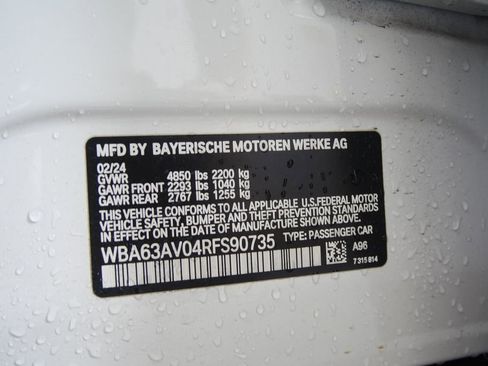 MFD BY BAYERISCHE MOTOREN WERKE AG
02/24
GVWR 4850 lbs 2200 kg
GAWR FRONT 2293 lbs 1040 kg
GAWR REAR 2767 lbs 1255 kg
THIS VEHICLE CONFORMS TO ALL APPLICABLE U.S.FEDERAL MOTOR
VEHICLE SAFETY, BUMPER, AND THEFT PREVENTION STANDARDS
IN EFFECT ON THE DATE OF MANUFACTURE SHOWN ABOVE.
WBA63AV04RFS90735 TYPE: PASSENGER CAR
A96
7 315 814